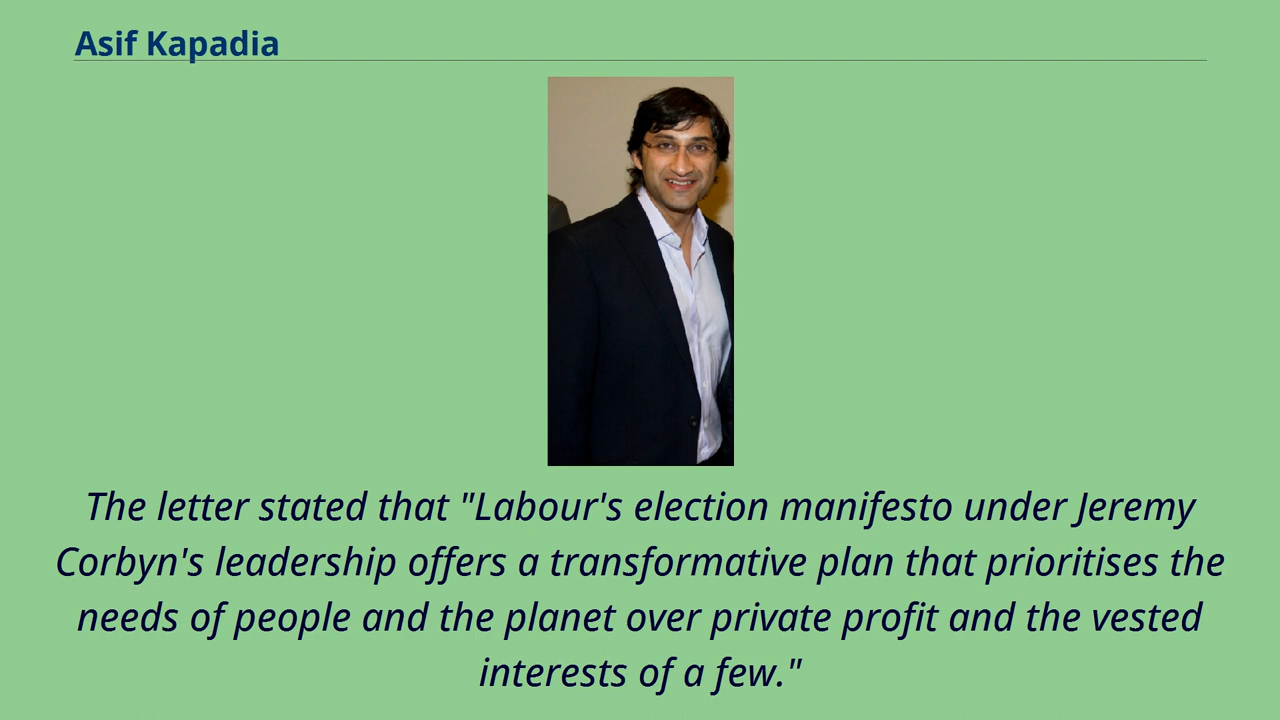 Asif Kapadia
The letter stated that "Labour's election manifesto under Jeremy
Corbyn's leadership offers a transformative plan that prioritises the
needs of people and the planet over private profit and the vested
interests of a few."